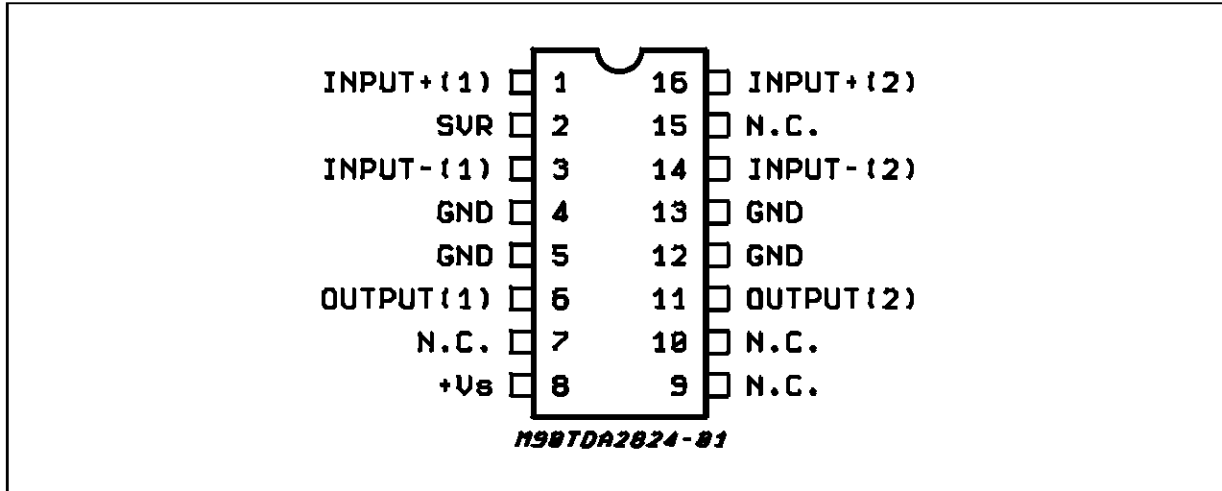 INPUT+(1) 1 16 INPUT+(2)
SVR 2 15 N.C.
INPUT-(1) 3 14 INPUT-(2)
GND 4 13 GND
GND 5 12 GND
OUTPUT(1) 6 11 OUTPUT(2)
N.C. 7 10 N.C.
+Vs 8 9 N.C.
M90TDA2824-01